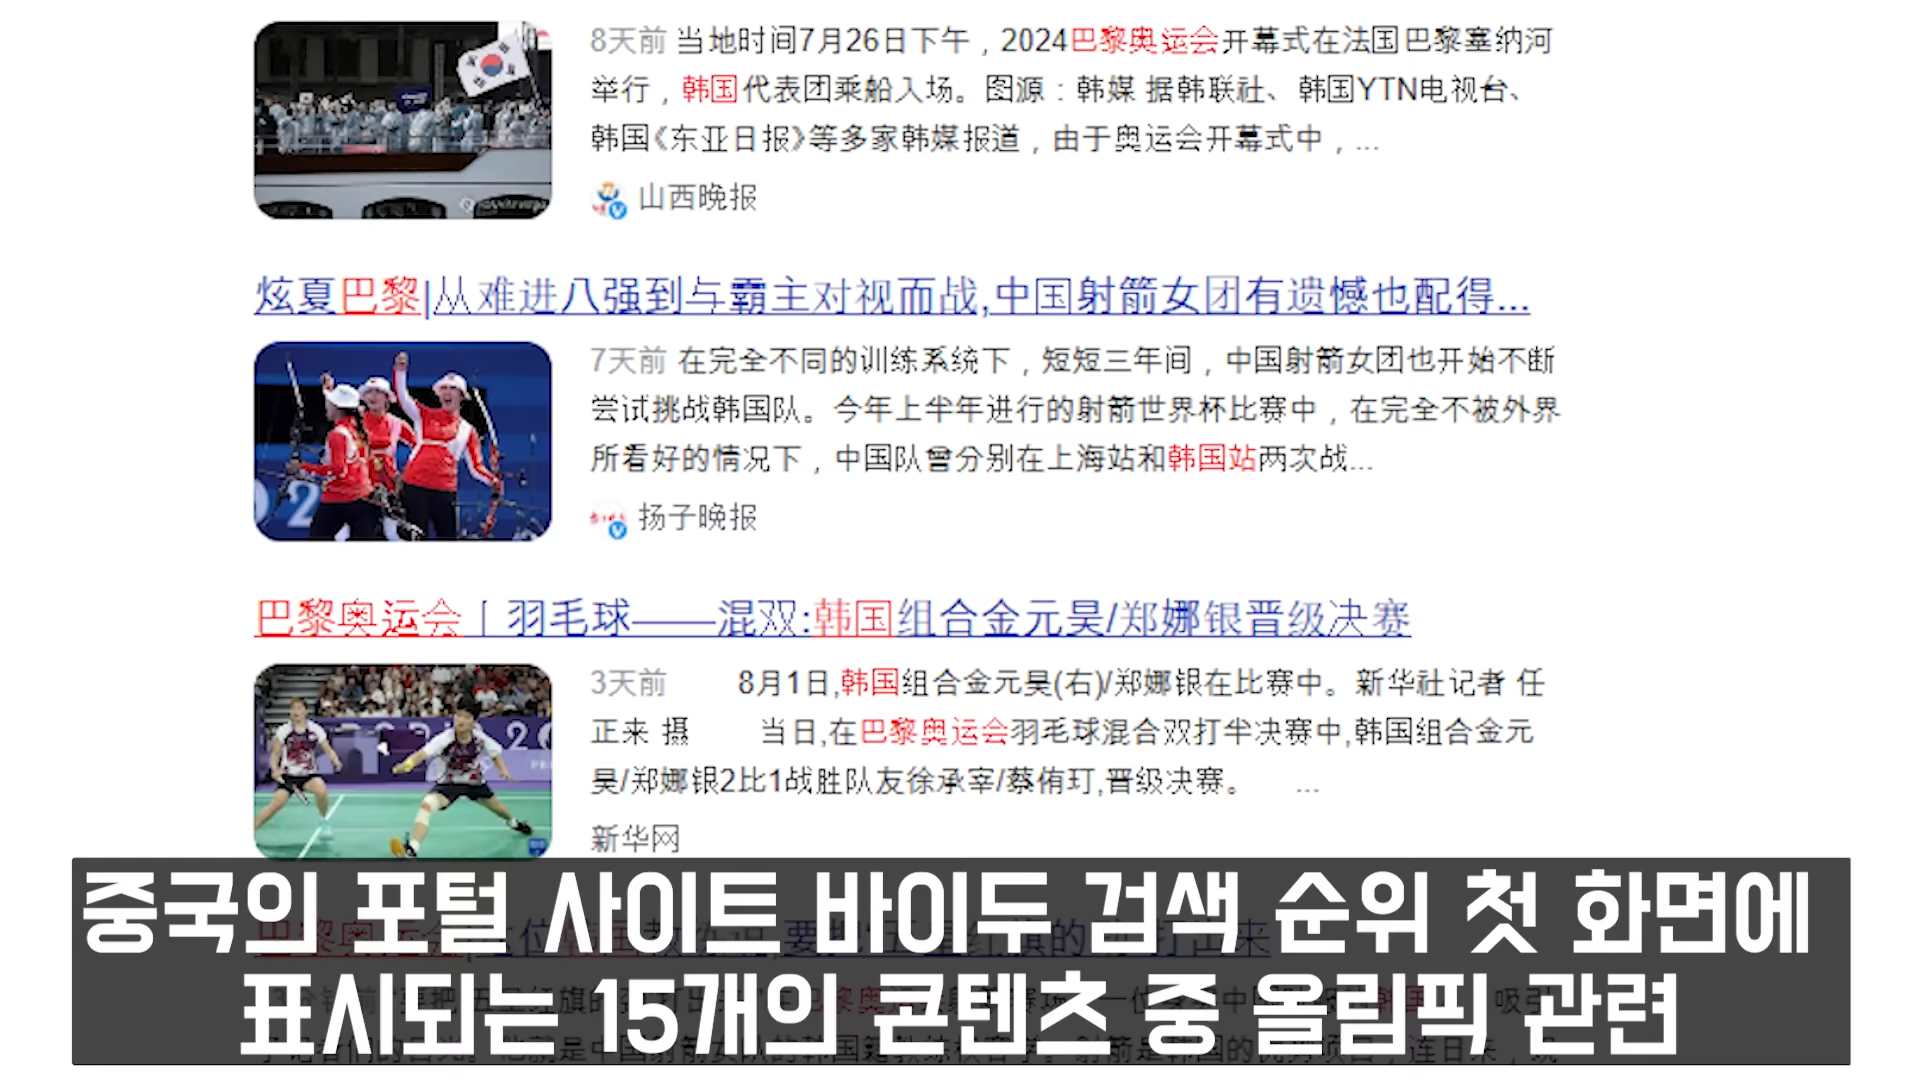 8天前 当地时间7月26日下午，2024巴黎奥运会开幕式在法国巴黎塞纳河
举行，韩国代表团乘船入场。图源：韩媒 据韩联社、韩国YTN电视台、
韩国《东亚日报》等多家韩媒报道，由于奥运会开幕式中，...
山西晚报
炫夏巴黎|从难进八强到与霸主对视而战,中国射箭女团有遗憾也配得...
7天前 在完全不同的训练系统下，短短三年间，中国射箭女团也开始不断
尝试挑战韩国队。今年上半年进行的射箭世界杯比赛中，在完全不被外界
所看好的情况下，中国队曾分别在上海站和韩国站两次战...
扬子晚报
巴黎奥运会丨羽毛球——混双:韩国组合金元昊/郑娜银晋级决赛
3天前 8月1日,韩国组合金元昊(右)/郑娜银在比赛中。新华社记者 任
正来 摄 当日,在巴黎奥运会羽毛球混合双打半决赛中,韩国组合金元
昊/郑娜银2比1战胜队友徐承宰/蔡侑玎,晋级决赛。 ...
新华网
중국의 포털 사이트 바이두 검색 순위 첫 화면에
표시되는 15개의 콘텐츠 중 올림픽 관련